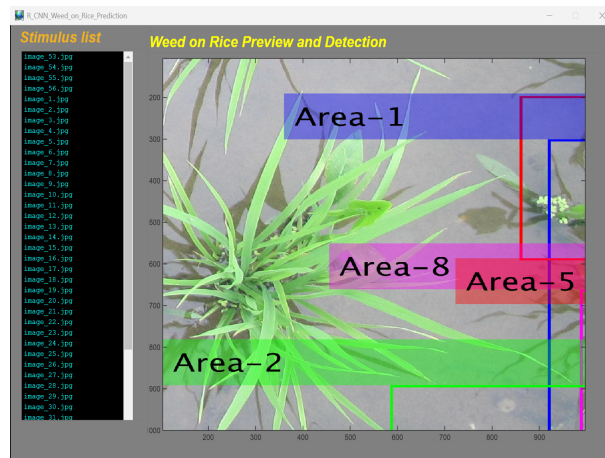 R_CNN_Weed_on_Rice_Prediction
Stimulus list
Weed on Rice Preview and Detection
image_53.jpg
image_54.jpg
image_55.jpg
image_56.jpg
image_1.jpg
image_2.jpg
image_3.jpg
image_4.jpg
image_5.jpg
image_6.jpg
image_7.jpg
image_8.jpg
image_9.jpg
image_10.jpg
image_11.jpg
image_12.jpg
image_13.jpg
image_14.jpg
image_15.jpg
image_16.jpg
image_17.jpg
image_18.jpg
image_19.jpg
image_20.jpg
image_21.jpg
image_22.jpg
image_23.jpg
image_24.jpg
image_25.jpg
image_26.jpg
image_27.jpg
image_28.jpg
image_29.jpg
image_30.jpg
image_31.jpg
200
300
400
500
600
700
800
900
000
Area-1
Area-8
Area-5
Area-2
200 300 400 500 600 700 800 900